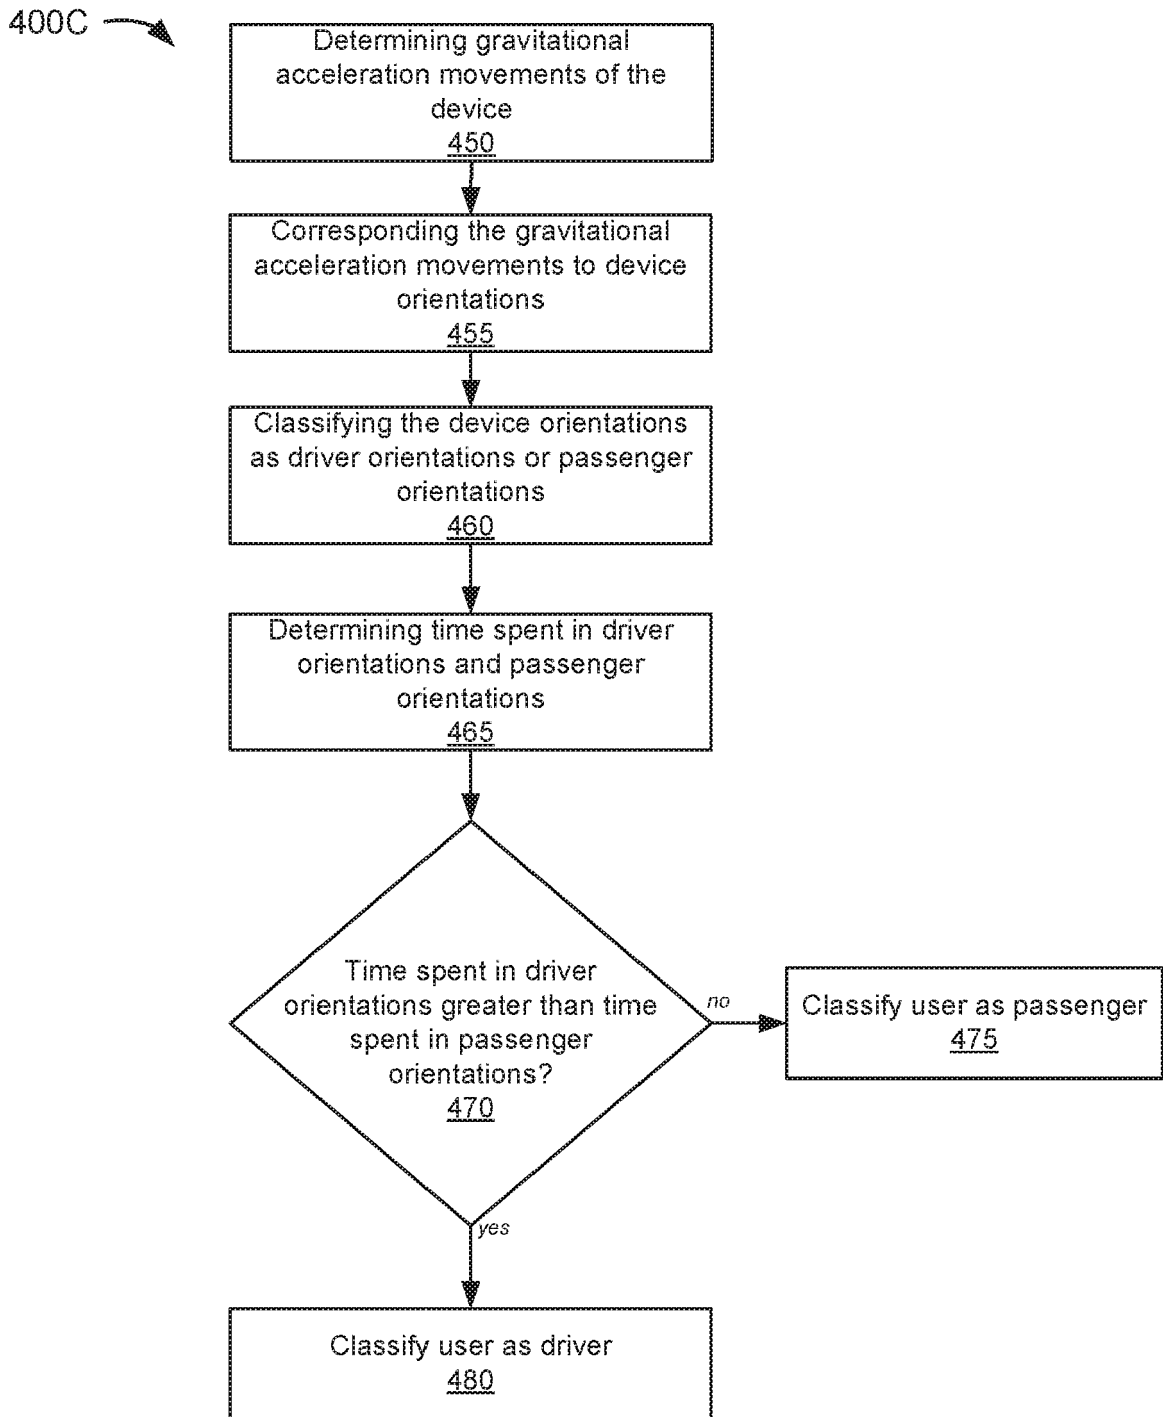 400C
Determining gravitational
acceleration movements of the
device
450
Corresponding the gravitational
acceleration movements to device
orientations
455
Classifying the device orientations
as driver orientations or passenger
orientations
460
Determining time spent in driver
orientations and passenger
orientations
465
Time spent in driver
orientations greater than time
spent in passenger
orientations?
470
no
Classify user as passenger
475
yes
Classify user as driver
480